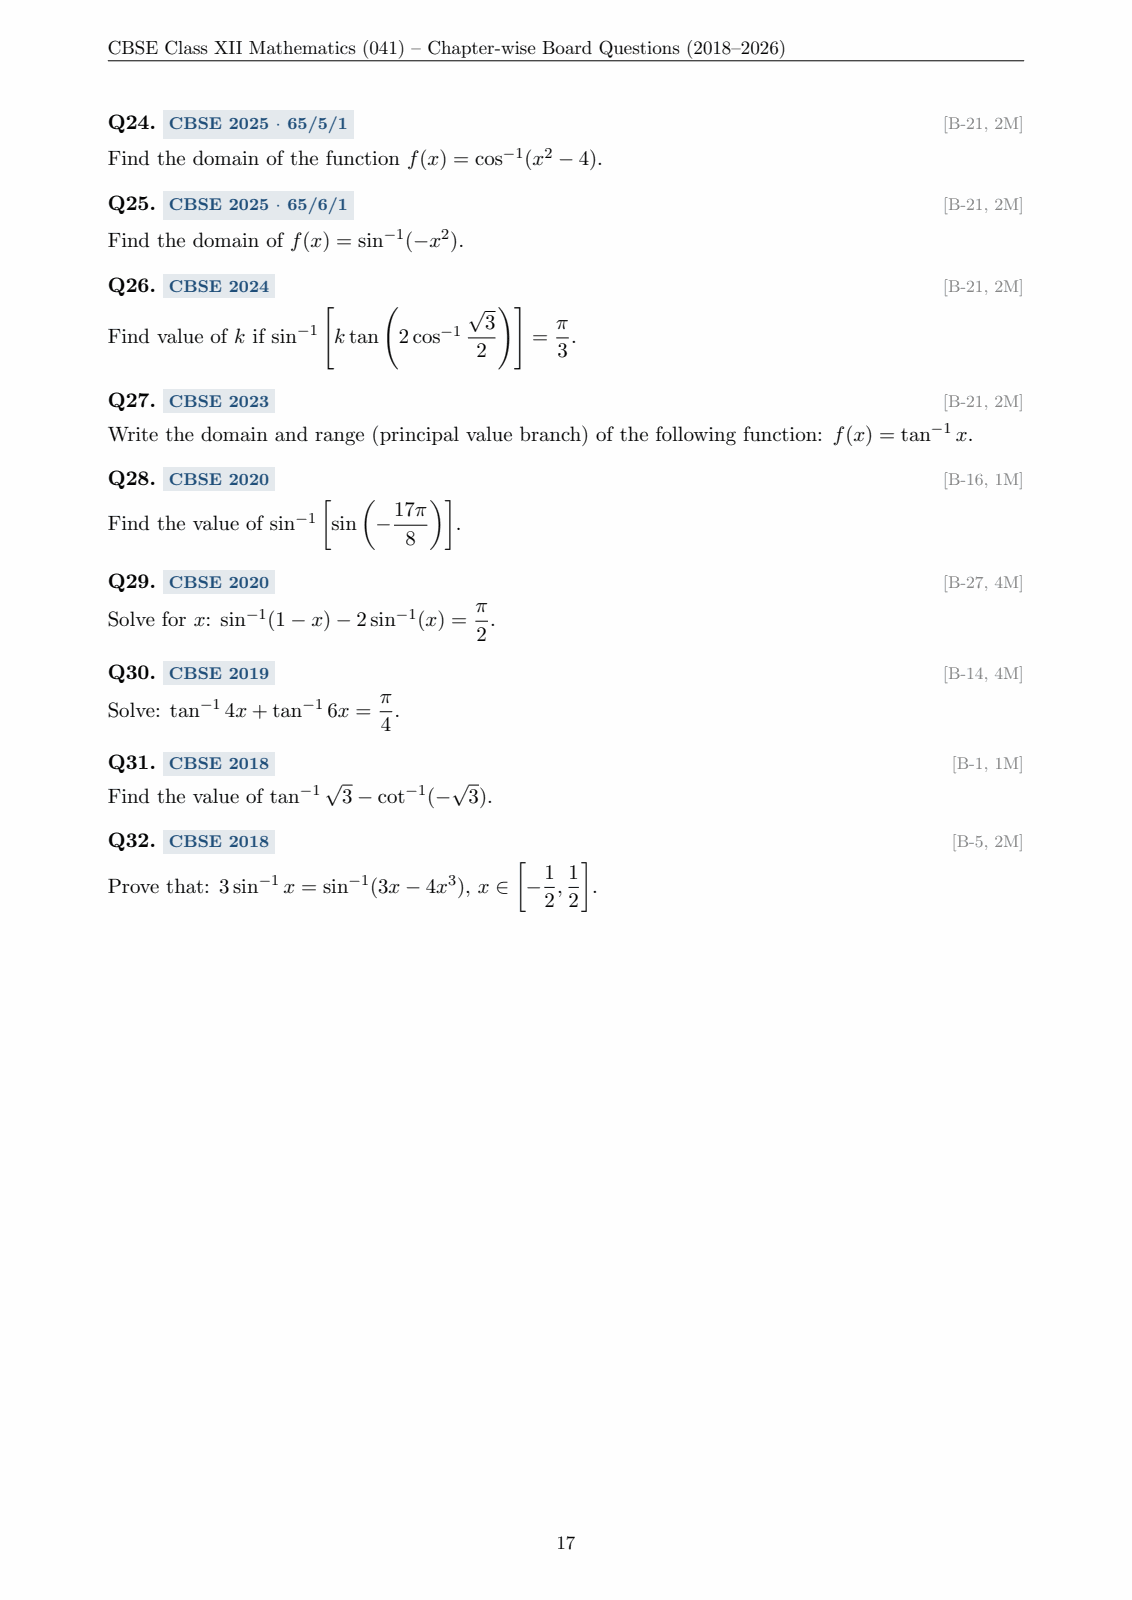 CBSE Class XII Mathematics (041) – Chapter-wise Board Questions (2018–2026)
Q24. CBSE 2025 · 65/5/1 [B-21, 2M]
Find the domain of the function f(x) = cos⁻¹(x² − 4).
Q25. CBSE 2025 · 65/6/1 [B-21, 2M]
Find the domain of f(x) = sin⁻¹(−x²).
Q26. CBSE 2024 [B-21, 2M]
Find value of k if sin⁻¹ [k tan (2 cos⁻¹ √3/2)] = π/3.
Q27. CBSE 2023 [B-21, 2M]
Write the domain and range (principal value branch) of the following function: f(x) = tan⁻¹ x.
Q28. CBSE 2020 [B-16, 1M]
Find the value of sin⁻¹ [sin (−17π/8)].
Q29. CBSE 2020 [B-27, 4M]
Solve for x: sin⁻¹(1 − x) − 2 sin⁻¹(x) = π/2.
Q30. CBSE 2019 [B-14, 4M]
Solve: tan⁻¹ 4x + tan⁻¹ 6x = π/4.
Q31. CBSE 2018 [B-1, 1M]
Find the value of tan⁻¹ √3 − cot⁻¹(−√3).
Q32. CBSE 2018 [B-5, 2M]
Prove that: 3 sin⁻¹ x = sin⁻¹(3x − 4x³), x ∈ [−1/2, 1/2].
17